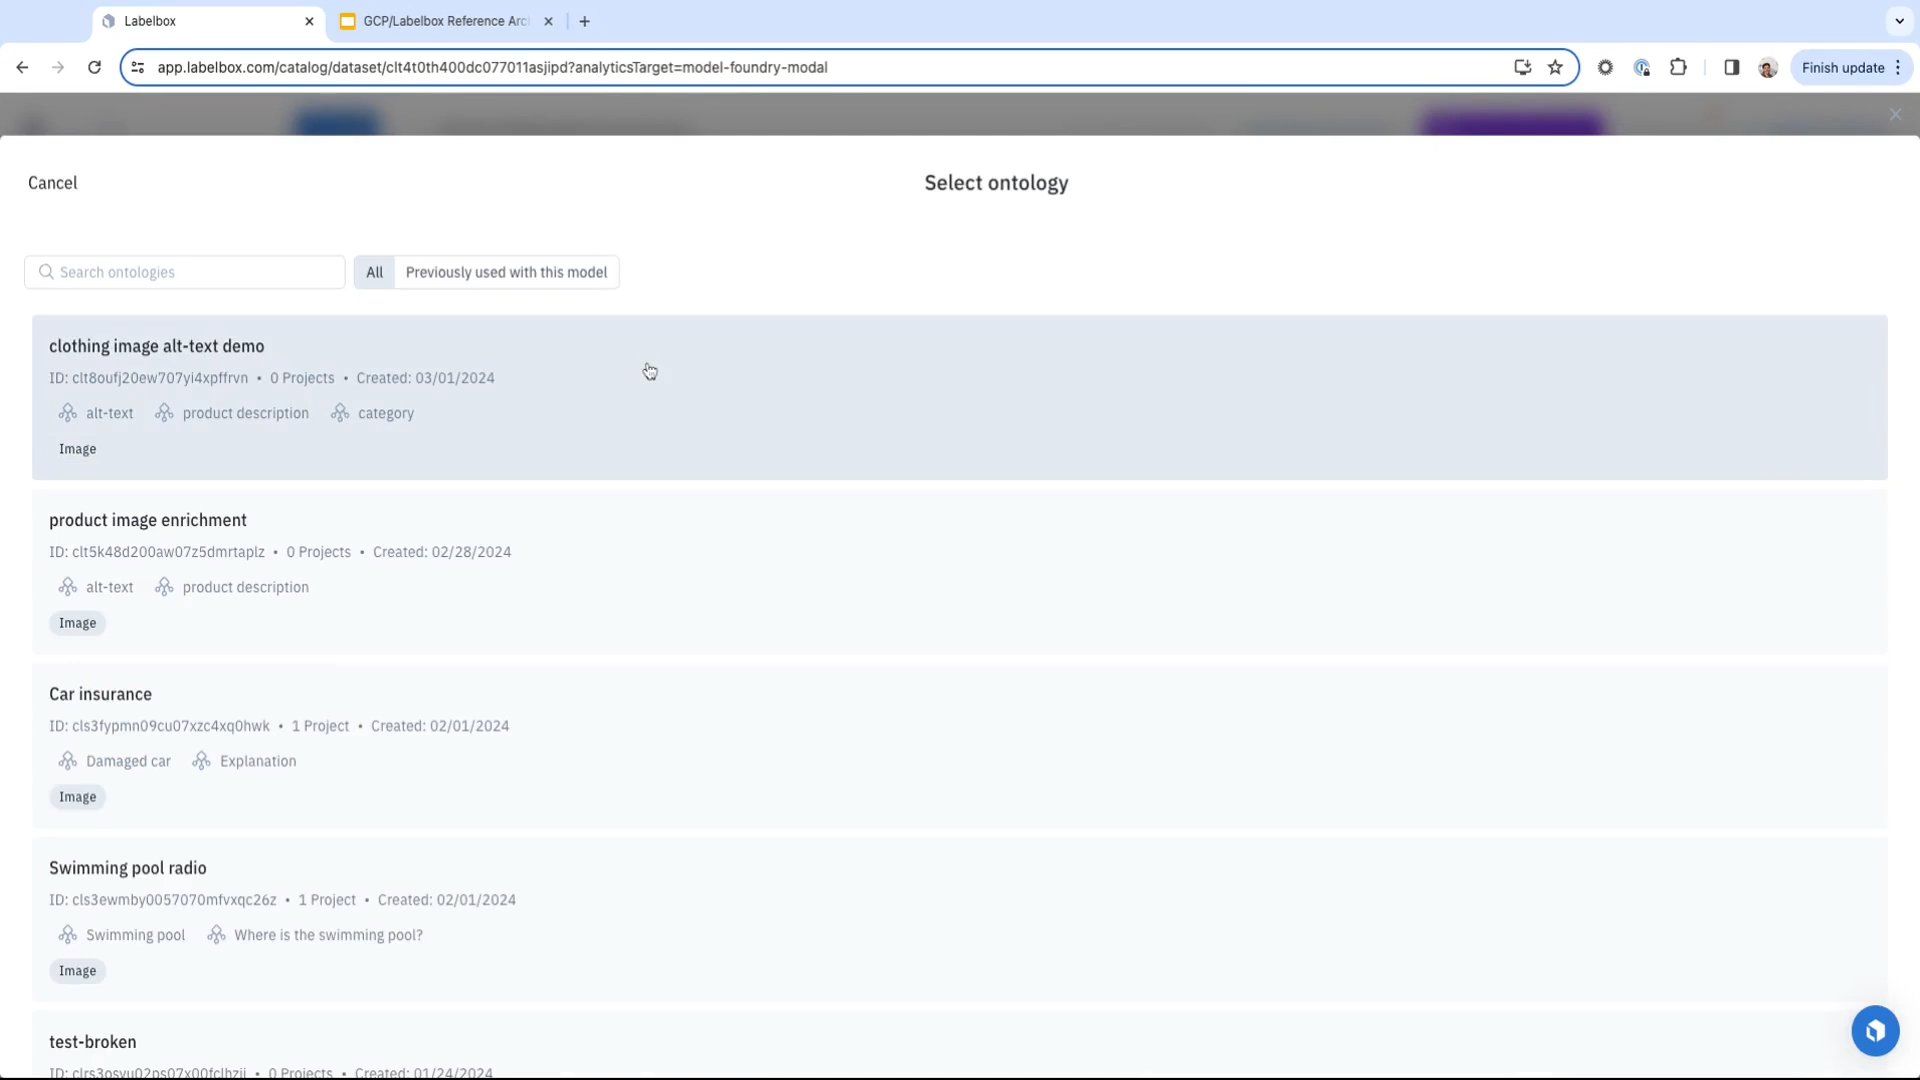 Labelbox
GCP/Labelbox Reference Arc
app.labelbox.com/catalog/dataset/clt4t0th400dc077011asjipd?analyticsTarget=model-foundry-modal
Finish update
Cancel
Select ontology
Search ontologies
All
Previously used with this model
clothing image alt-text demo
ID: clt8oufj20ew707yi4xpffrvn • 0 Projects • Created: 03/01/2024
alt-text product description category
Image
product image enrichment
ID: clt5k48d200aw07z5dmrtaplz • 0 Projects • Created: 02/28/2024
alt-text product description
Image
Car insurance
ID: cls3fypmn09cu07xzc4xq0hwk • 1 Project • Created: 02/01/2024
Damaged car Explanation
Image
Swimming pool radio
ID: cls3ewmby0057070mfvxqc26z • 1 Project • Created: 02/01/2024
Swimming pool Where is the swimming pool?
Image
test-broken
ID: clrs3osvu02ps07x00fclhzij • 0 Projects • Created: 01/24/2024